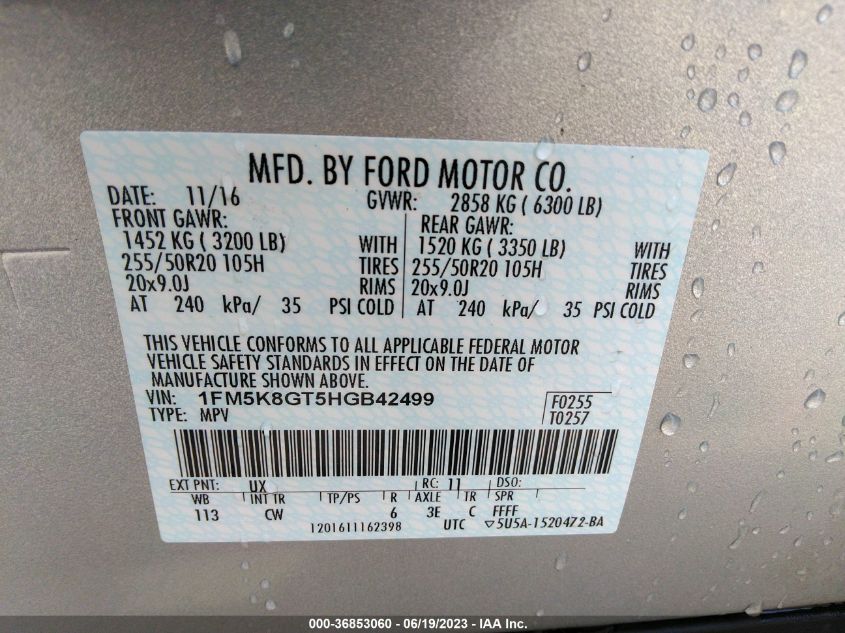 MFD. BY FORD MOTOR CO.
DATE: 11/16 GVWR: 2858 KG ( 6300 LB)
FRONT GAWR: REAR GAWR:
1452 KG ( 3200 LB) WITH 1520 KG ( 3350 LB) WITH
255/50R20 105H TIRES 255/50R20 105H TIRES
20x9.0J RIMS 20x9.0J RIMS
AT 240 kPa/ 35 PSI COLD AT 240 kPa/ 35 PSI COLD
THIS VEHICLE CONFORMS TO ALL APPLICABLE FEDERAL MOTOR
VEHICLE SAFETY STANDARDS IN EFFECT ON THE DATE OF
MANUFACTURE SHOWN ABOVE.
VIN: 1FM5K8GT5HGB42499 F0255
TYPE: MPV T0257
EXT PNT: UX RC: 11 DSO:
WB INT TR TP/PS R AXLE TR SPR
113 CW 6 3E C FFFF
1201611162398 UTC ▽5U5A-1520472-BA
000-36853060 - 06/19/2023 - IAA Inc.